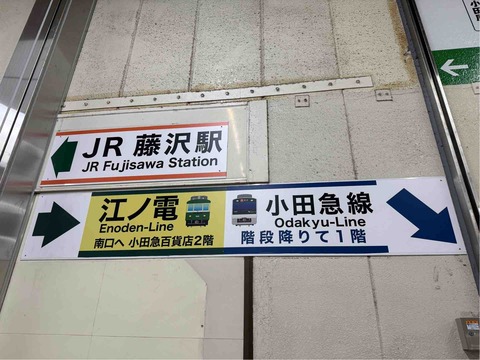 JR 藤沢駅
JR Fujisawa Station
江ノ電
Enoden-Line
南口へ 小田急百貨店2階
小田急線
Odakyu-Line
階段降りて1階